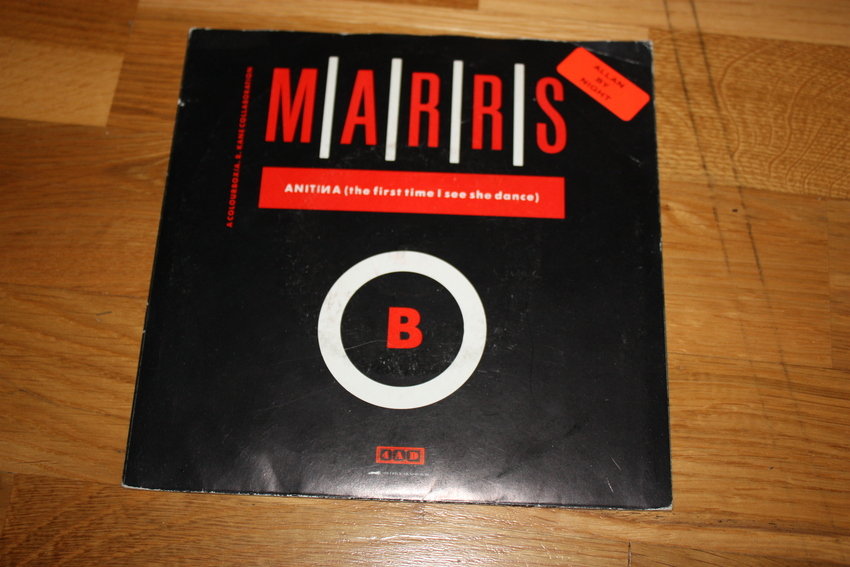 M|A|R|R|S
ALLAN
BY
NIGHT
A COLOURBOX/A. R. KANE COLLABORATION
ANITINA (the first time i see she dance)
B
4AD